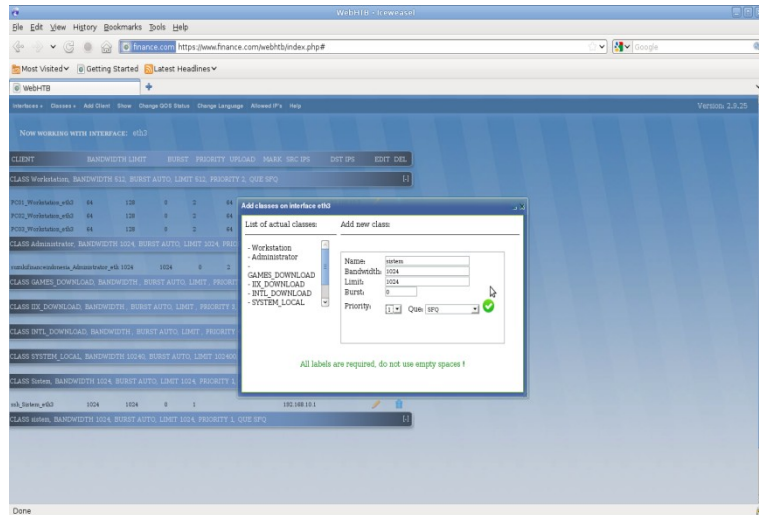 WebHTB - Iceweasel
File Edit View History Bookmarks Tools Help
finance.com https://www.finance.com/webhtb/index.php# Google
Most Visited Getting Started Latest Headlines
WebHTB
Interfaces Classes Add Client Show Change QOS Status Change Language Allowed IP's Help Version: 2.9.25
NOW WORKING WITH INTERFACE: eth3
CLIENT BANDWIDTH LIMIT BURST PRIORITY UPLOAD MARK SRC IPS DST IPS EDIT DEL
CLASS Workstation, BANDWIDTH 512, BURST AUTO, LIMIT 512, PRIORITY 2, QUE SFQ [-]
PC01_Workstation_eth3 64 128 0 2 64
PC02_Workstation_eth3 64 128 0 2 64
PC03_Workstation_eth3 64 128 0 2 64
CLASS Administrator, BANDWIDTH 1024, BURST AUTO, LIMIT 1024, PRIO
1024 1024 0 2
CLASS GAMES_DOWNLOAD, BANDWIDTH , BURST AUTO, LIMIT , PRIORIT
CLASS IIX_DOWNLOAD, BANDWIDTH , BURST AUTO, LIMIT , PRIORITY 2,
CLASS INTL_DOWNLOAD, BANDWIDTH , BURST AUTO, LIMIT , PRIORITY
CLASS SYSTEM_LOCAL, BANDWIDTH 10240, BURST AUTO, LIMIT 102400,
CLASS Sistem, BANDWIDTH 1024, BURST AUTO, LIMIT 1024, PRIORITY 1,
ssh_Sistem_eth3 1024 1024 0 1 192.168.10.1
CLASS sistem, BANDWIDTH 1024, BURST AUTO, LIMIT 1024, PRIORITY 1, QUE SFQ [-]
Add classes on interface eth3
List of actual classes:
- Workstation
- Administrator
-
GAMES_DOWNLOAD
- IIX_DOWNLOAD
- INTL_DOWNLOAD
- SYSTEM_LOCAL
Add new class:
Name: sistem
Bandwidth: 1024
Limit: 1024
Burst: 0
Priority: 1 Que: SFQ
All labels are required, do not use empty spaces !
Done